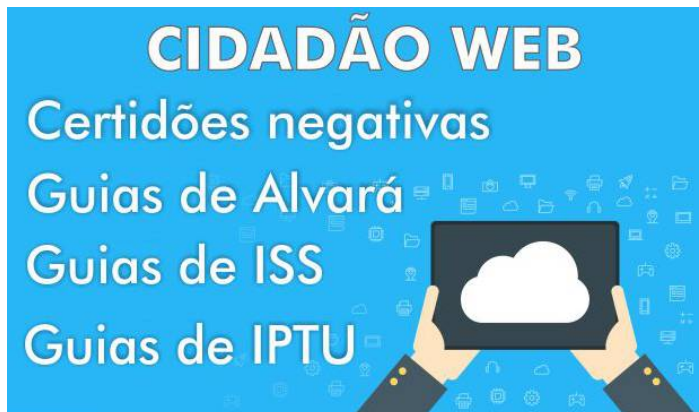 CIDADÃO WEB
Certidões negativas
Guias de Alvará
Guias de ISS
Guias de IPTU